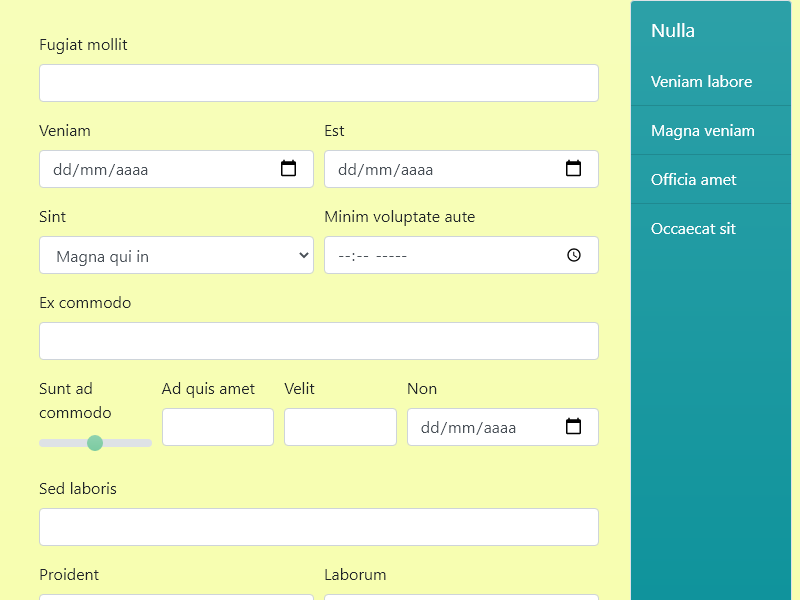 Fugiat mollit
Veniam
Est
dd/mm/aaaa
dd/mm/aaaa
Sint
Minim voluptate aute
Magna qui in
--:-- -----
Ex commodo
Sunt ad
commodo
Ad quis amet
Velit
Non
dd/mm/aaaa
Sed laboris
Proident
Laborum
Nulla
Veniam labore
Magna veniam
Officia amet
Occaecat sit